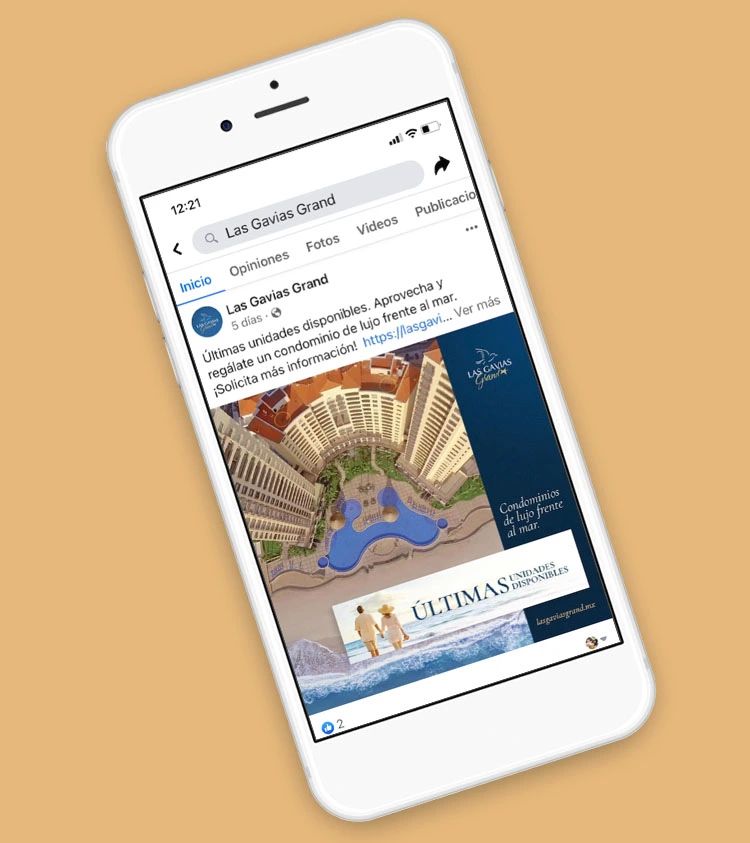 12:21
Las Gavias Grand
Inicio
Opiniones
Fotos
Videos
Publicacio
Las Gavias Grand
5 días ·
Últimas unidades disponibles. Aprovecha y
regálate un condominio de lujo frente al mar.
¡Solicita más información! https://lasgavi... Ver más
LAS GAVIAS
Grand
Condominios
de lujo frente
al mar.
ÚLTIMAS UNIDADES
DISPONIBLES
lasgaviasgrand.mx
2